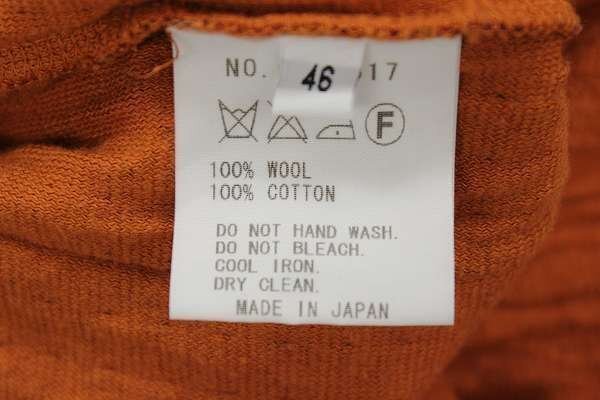 NO. 17
46
F
100% WOOL
100% COTTON
DO NOT HAND WASH.
DO NOT BLEACH.
COOL IRON.
DRY CLEAN.
MADE IN JAPAN